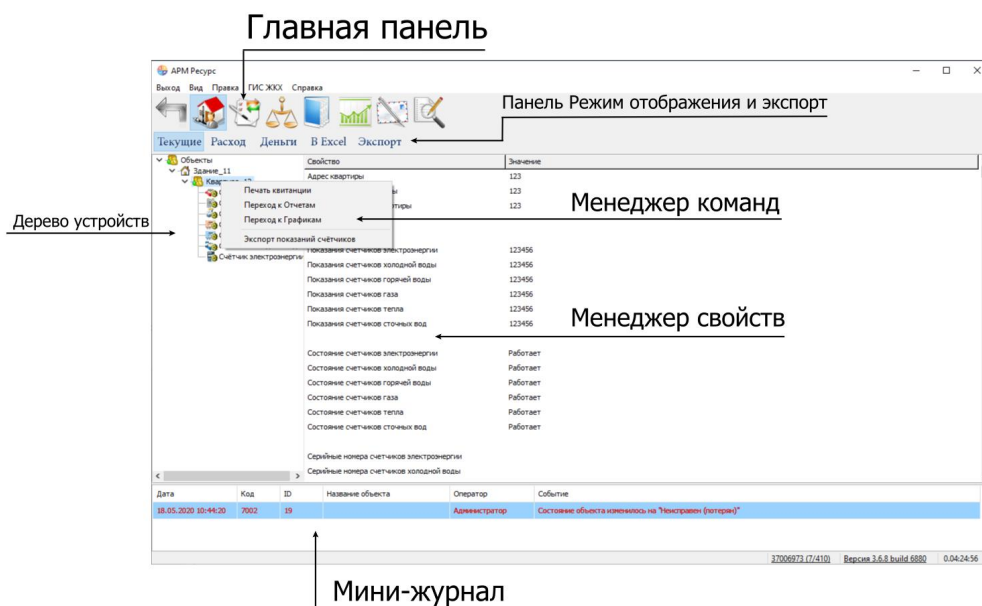 Главная панель
АРМ Ресурс
Выход Вид Правка ГИС ЖКХ Справка
Панель Режим отображения и экспорт
Текущие Расход Деньги В Excel Экспорт
Объекты
Свойство Значение
Здание_11
Адрес квартиры 123
Печать квитанции
123
Переход к Отчетам
123
Менеджер команд
Переход к Графикам
Дерево устройств
Экспорт показаний счётчиков
Показания счетчиков электроэнергии 123456
Счётчик электроэнергии
Показания счетчиков холодной воды 123456
Показания счетчиков горячей воды 123456
Показания счетчиков газа 123456
Показания счетчиков тепла 123456
Менеджер свойств
Показания счетчиков сточных вод 123456
Состояние счетчиков электроэнергии Работает
Состояние счетчиков холодной воды Работает
Состояние счетчиков горячей воды Работает
Состояние счетчиков газа Работает
Состояние счетчиков тепла Работает
Состояние счетчиков сточных вод Работает
Серийные номера счетчиков электроэнергии
Серийные номера счетчиков холодной воды
Дата Код ID Название объекта Оператор Событие
18.05.2020 10:44:20 7002 19 Администратор Состояние объекта изменилось на "Неисправен (потерян)"
37006973 (7/410) Версия 3.6.8 build 6880 0.04:24:56
Мини-журнал